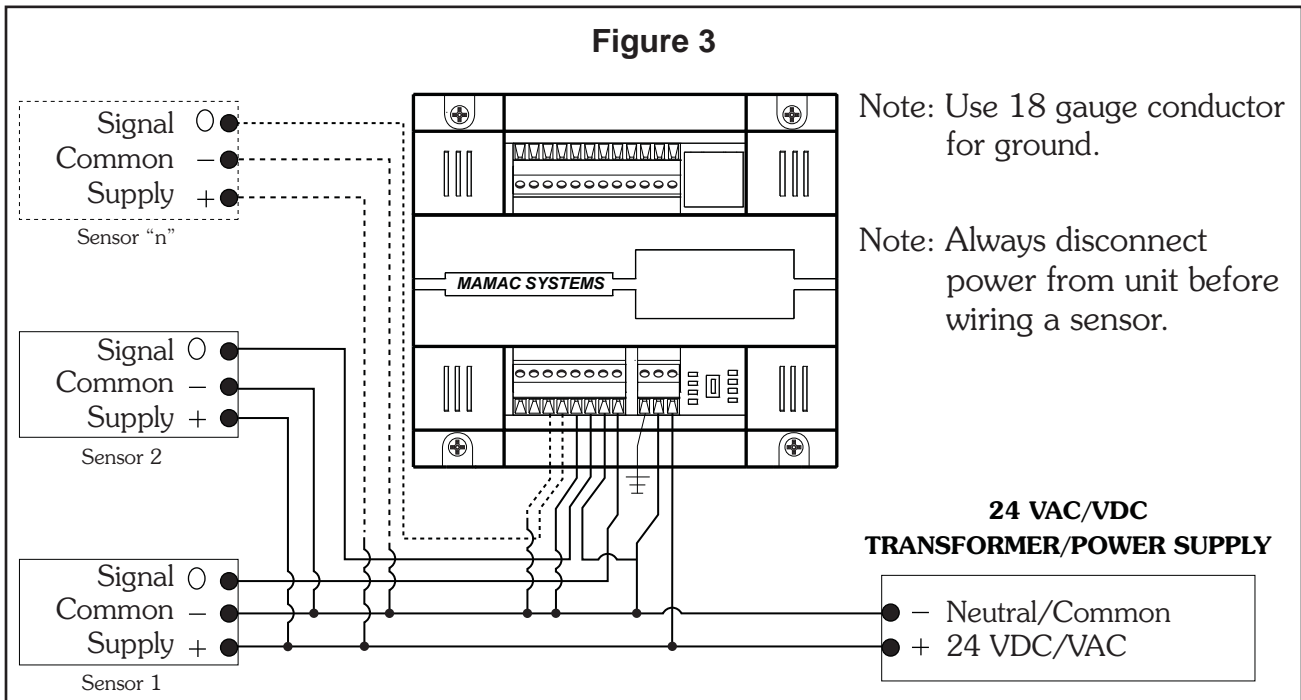 Figure 3
Signal O
Common −
Supply +
Sensor “n”
Note: Use 18 gauge conductor
for ground.
Note: Always disconnect
power from unit before
wiring a sensor.
MAMAC SYSTEMS
Signal O
Common −
Supply +
Sensor 2
24 VAC/VDC
TRANSFORMER/POWER SUPPLY
Signal O
Common −
Supply +
Sensor 1
− Neutral/Common
+ 24 VDC/VAC